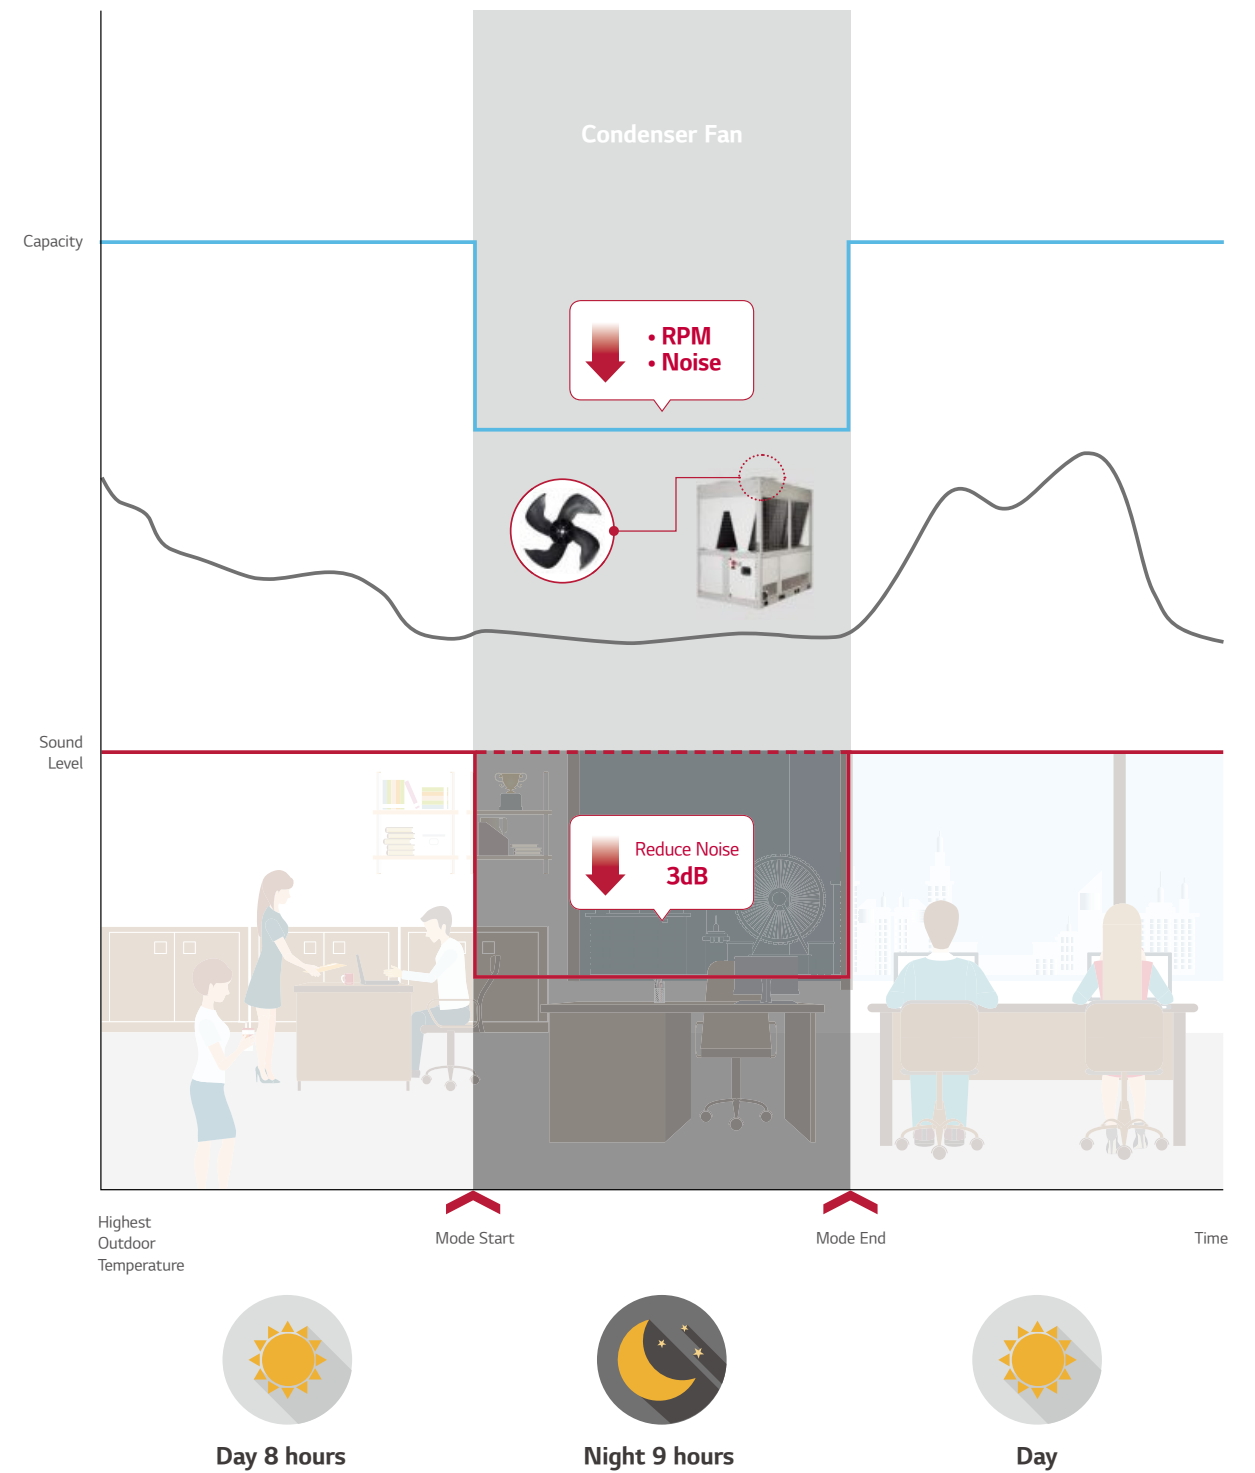 Condenser Fan
Capacity
• RPM
• Noise
Sound
Level
Reduce Noise
3dB
Highest
Outdoor
Temperature
Mode Start
Mode End
Time
Day 8 hours
Night 9 hours
Day